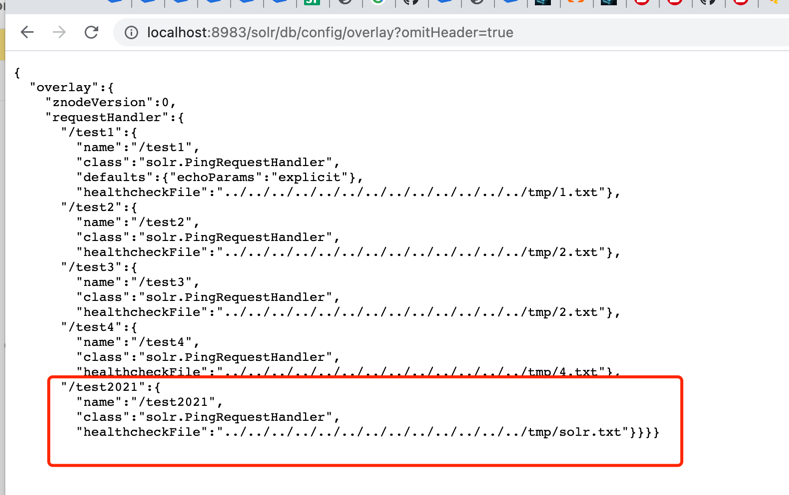 localhost:8983/solr/db/config/overlay?omitHeader=true
{
"overlay":{
"znodeVersion":0,
"requestHandler":{
"/test1":{
"name":"/test1",
"class":"solr.PingRequestHandler",
"defaults":{"echoParams":"explicit"},
"healthcheckFile":"../../../../../../../../../../../../../tmp/1.txt"},
"/test2":{
"name":"/test2",
"class":"solr.PingRequestHandler",
"healthcheckFile":"../../../../../../../../../../../../../tmp/2.txt"},
"/test3":{
"name":"/test3",
"class":"solr.PingRequestHandler",
"healthcheckFile":"../../../../../../../../../../../../../tmp/2.txt"},
"/test4":{
"name":"/test4",
"class":"solr.PingRequestHandler",
"healthcheckFile":"../../../../../../../../../../../../../tmp/4.txt"},
"/test2021":{
"name":"/test2021",
"class":"solr.PingRequestHandler",
"healthcheckFile":"../../../../../../../../../../../../../tmp/solr.txt"}}}}